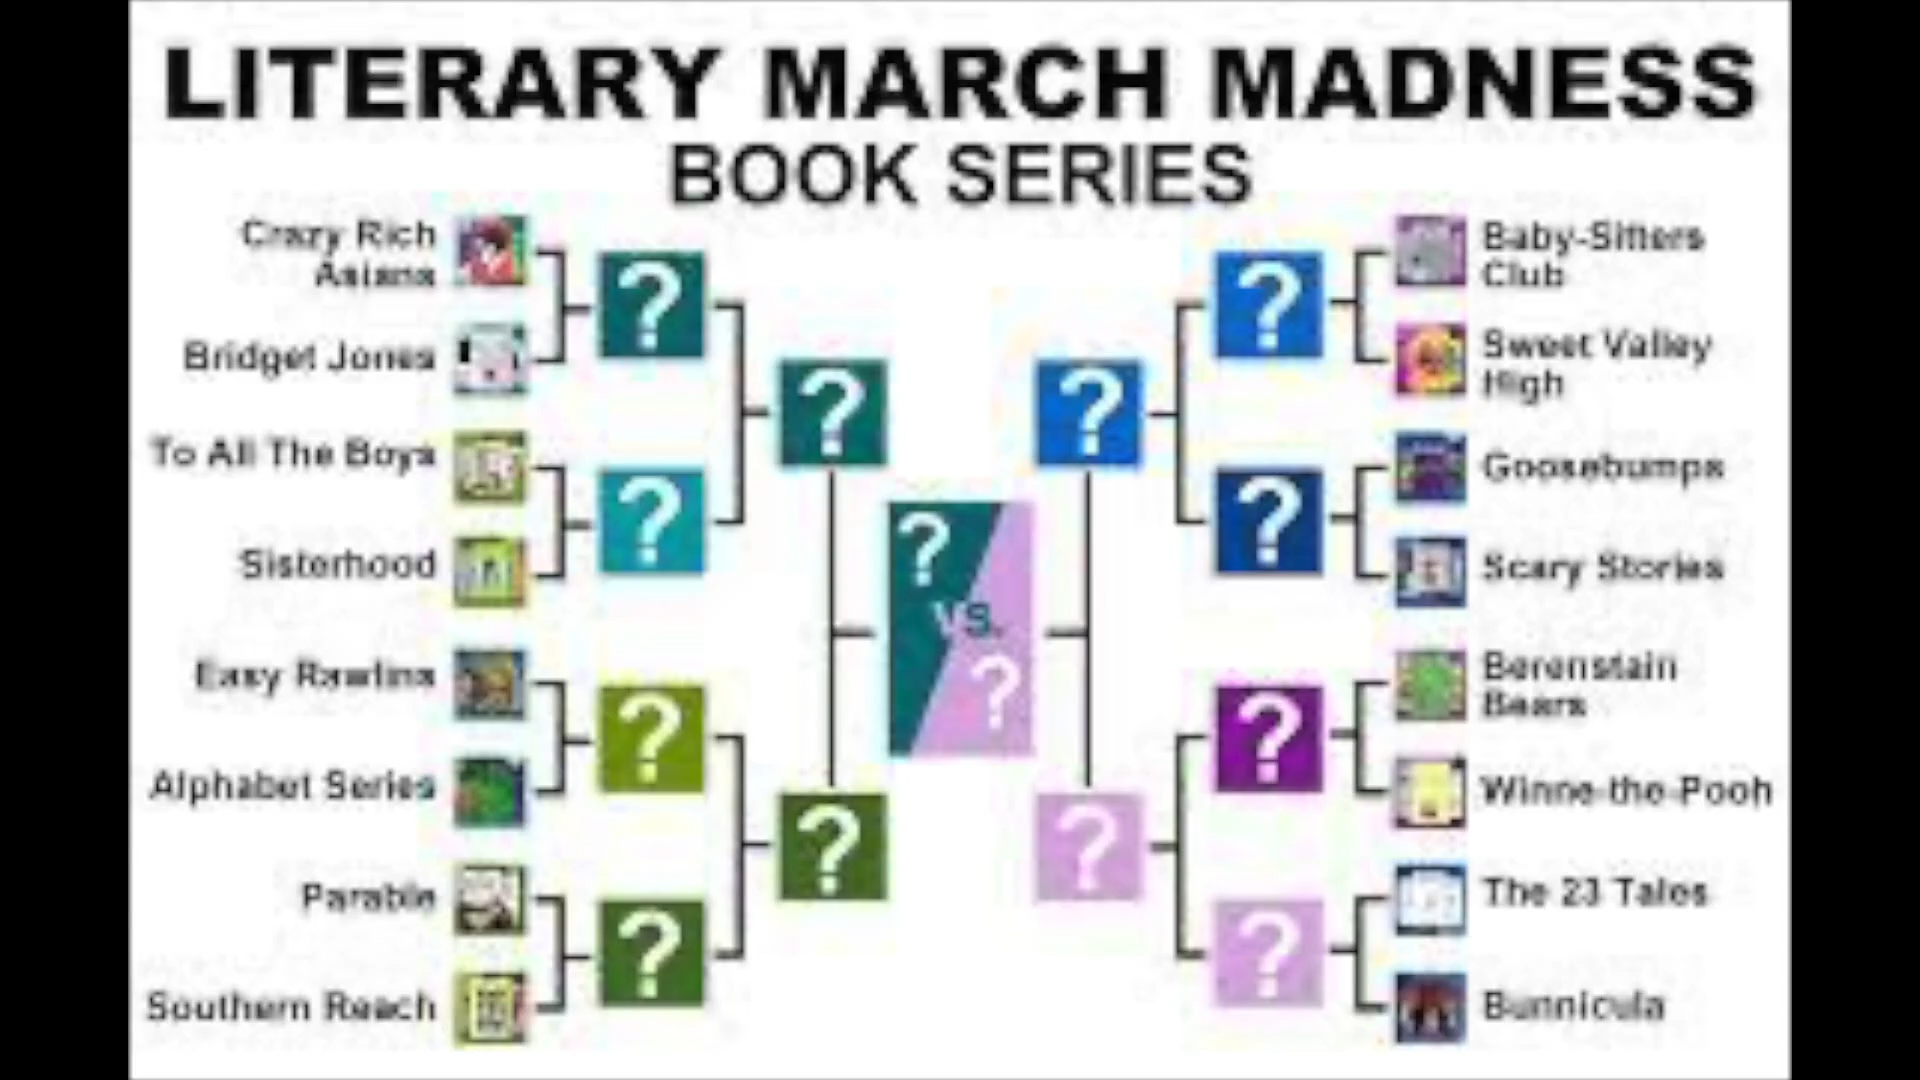 LITERARY MARCH MADNESS
BOOK SERIES
Crazy Rich
Asians
Bridget Jones
To All The Boys
Sisterhood
Easy Rawlins
Alphabet Series
Parable
Southern Reach
?
?
?
?
?
?
?
VS.
?
?
?
?
?
?
?
Baby-Sitters
Club
Sweet Valley
High
Goosebumps
Scary Stories
Berenstain
Bears
Winne-the-Pooh
The 23 Tales
Bunnicula